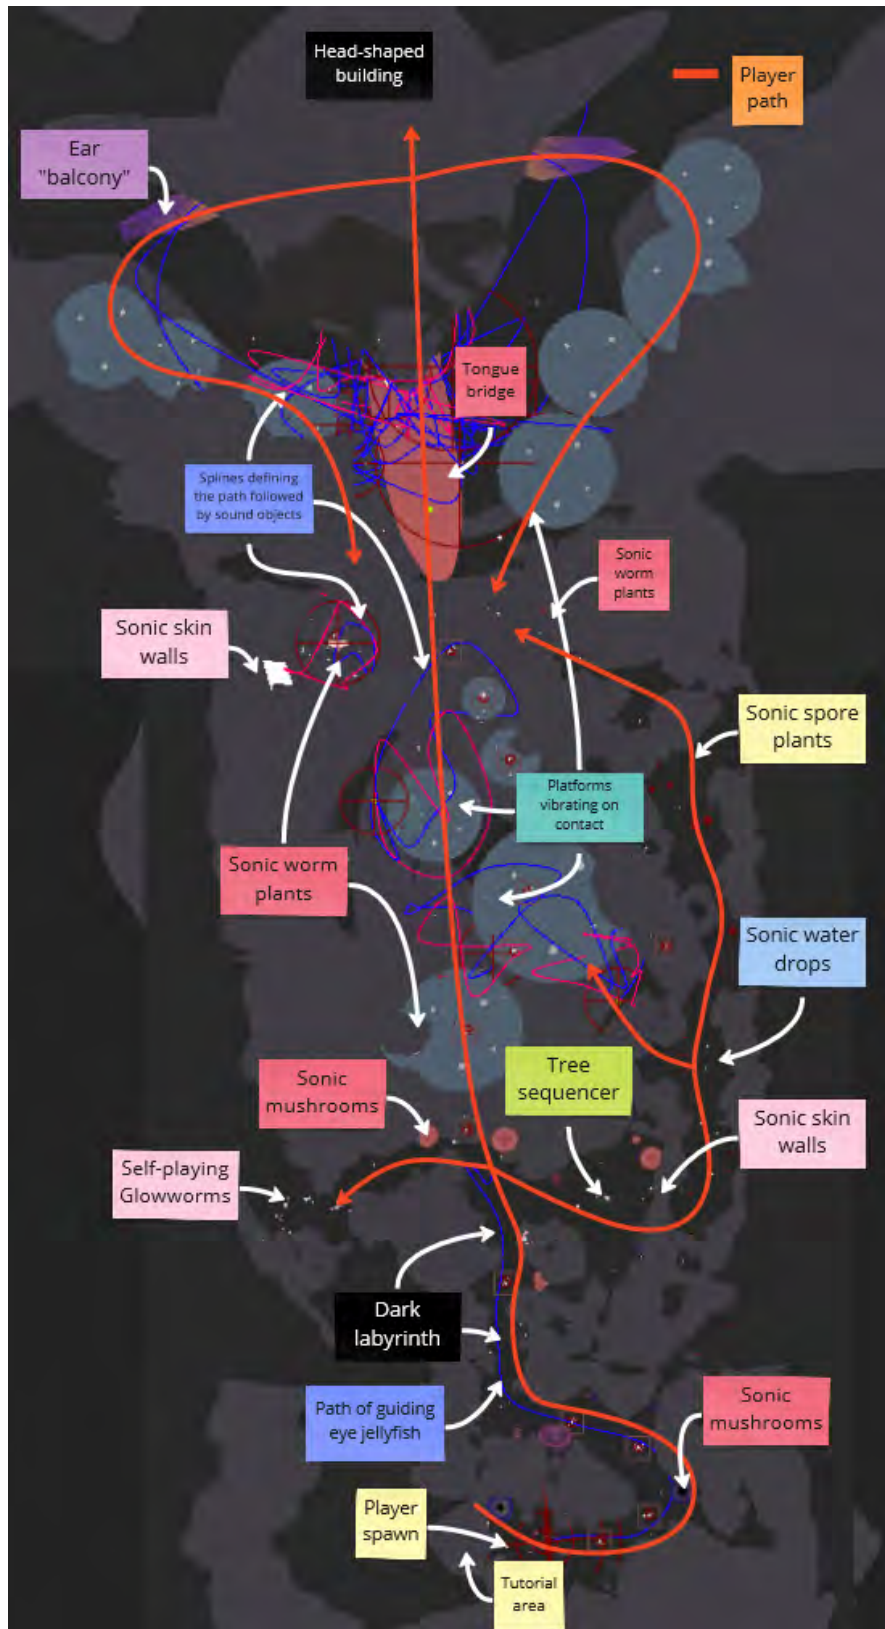 Head-shaped
building
Player
path
Ear
"balcony"
Tongue
bridge
Splines defining
the path followed
by sound objects
Sonic
worm
plants
Sonic skin
walls
Sonic spore
plants
Platforms
vibrating on
contact
Sonic worm
plants
Sonic water
drops
Sonic
mushrooms
Tree
sequencer
Sonic skin
walls
Self-playing
Glowworms
Dark
labyrinth
Path of guiding
eye jellyfish
Sonic
mushrooms
Player
spawn
Tutorial
area